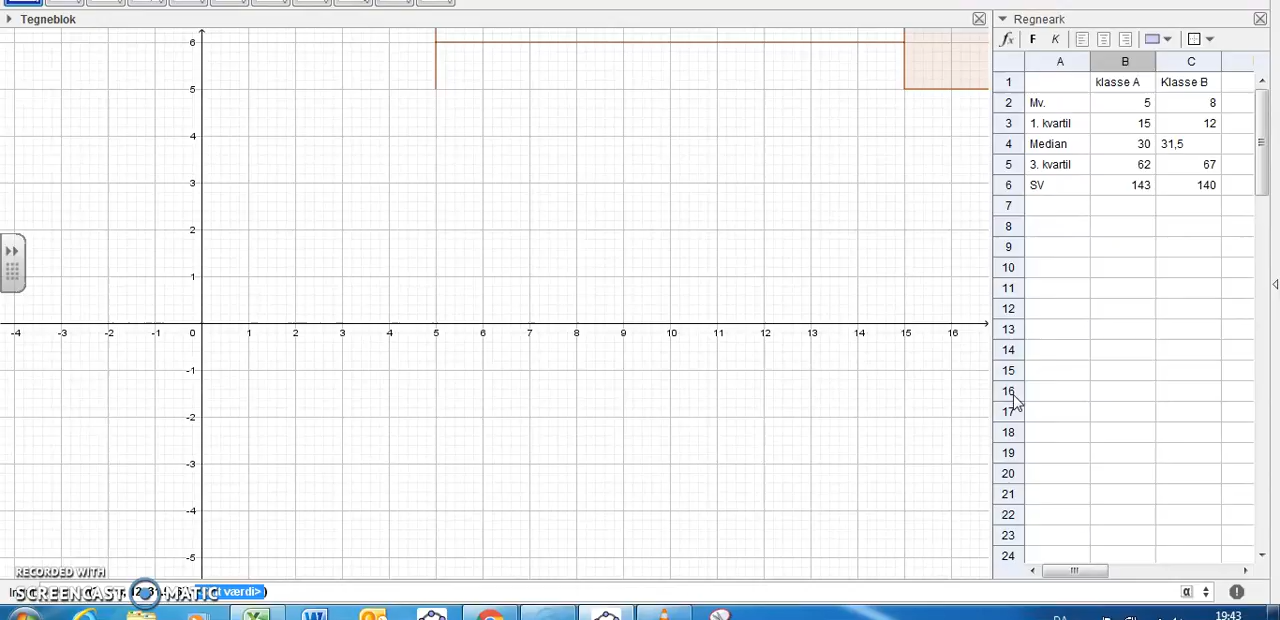 Tegneblok
6
5
4
3
2
1
-4 -3 -2 -1 0 1 2 3 4 5 6 7 8 9 10 11 12 13 14 15 16
-1
-2
-3
-4
-5
Regneark
F K
A B C
1 klasse A Klasse B
2 Mv. 5 8
3 1. kvartil 15 12
4 Median 30 31,5
5 3. kvartil 62 67
6 SV 143 140
7
8
9
10
11
12
13
14
15
16
17
18
19
20
21
22
23
24
RECORDED WITH
SCREENCAST MATIC
værdi> )
α
19:43